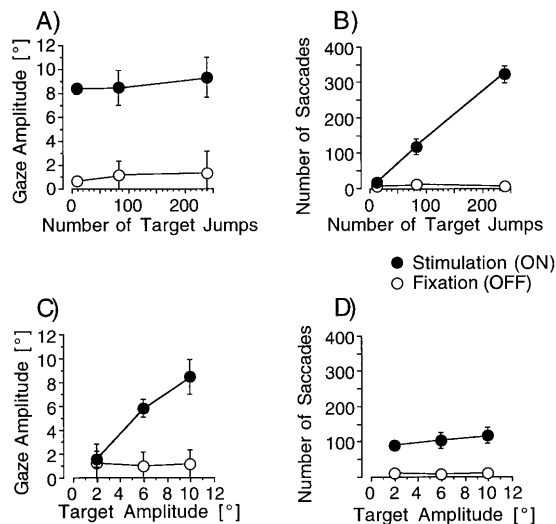 A)
Gaze Amplitude [°]
12
10
8
6
4
2
0
0 100 200
Number of Target Jumps
B)
Number of Saccades
400
300
200
100
0
0 100 200
Number of Target Jumps
Stimulation (ON)
Fixation (OFF)
C)
Gaze Amplitude [°]
12
10
8
6
4
2
0
0 2 4 6 8 10 12
Target Amplitude [°]
D)
Number of Saccades
400
300
200
100
0 2 4 6 8 10 12
Target Amplitude [°]